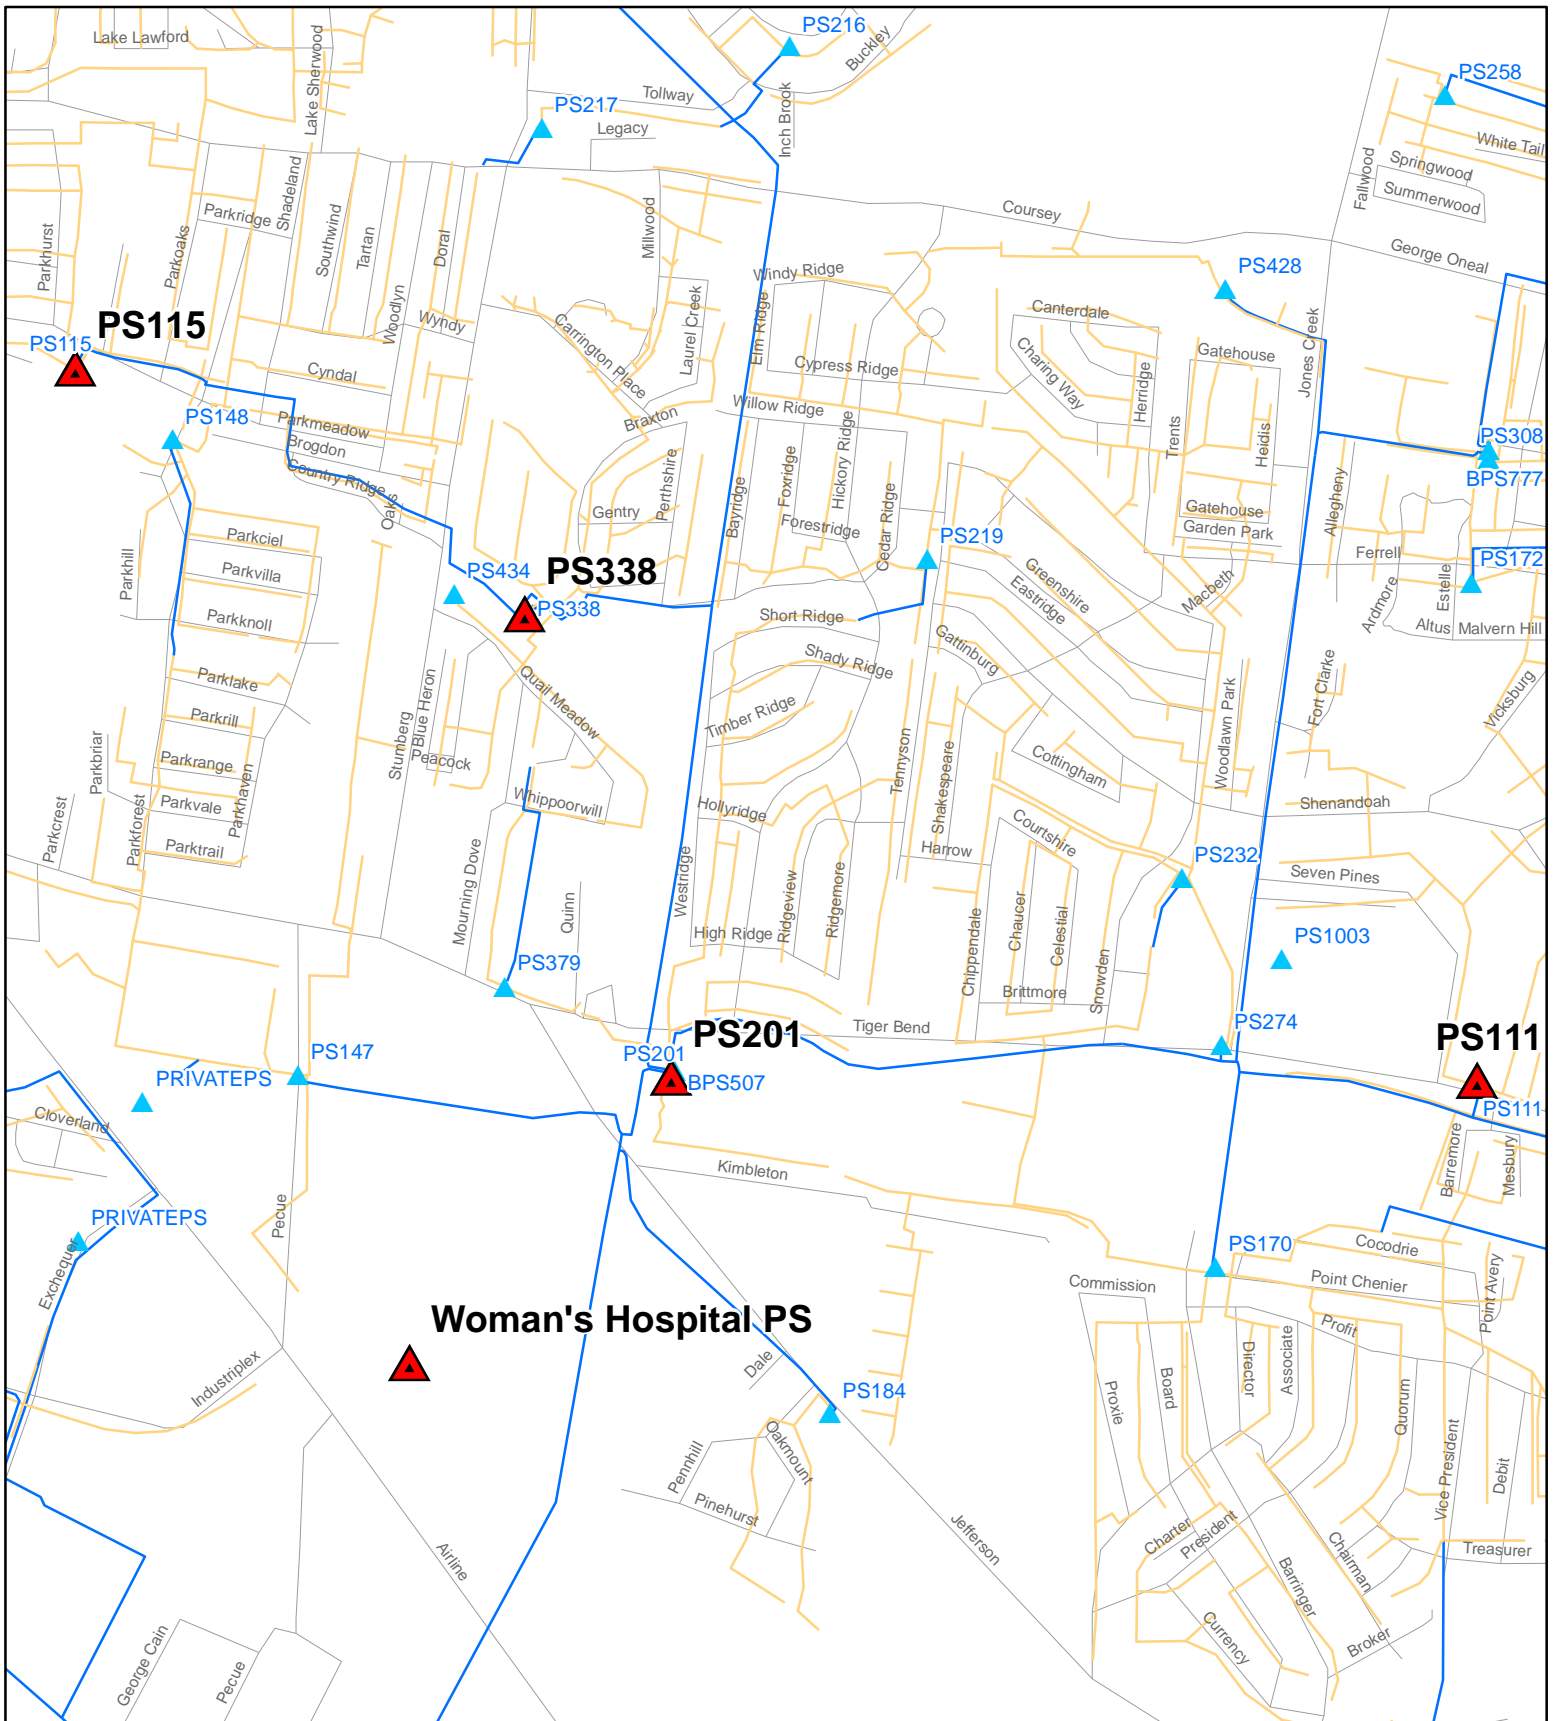 PS216
Lake Lawford
Lake Sherwood
Buckley
PS258
Tollway
PS217
Legacy
Inch Brook
White Tail
Springwood
Summerwood
Fallwood
Parkhurst
Parkoaks
Parkridge
Shadeland
Southwind
Tartan
Doral
Millwood
Coursey
George Oneal
Windy Ridge
PS428
Woodlyn
Wyndy
Carrington Place
Laurel Creek
Elm Ridge
Canterdale
Jones Creek
PS115
PS115
Cyndal
Cypress Ridge
Charing Way
Herridge
Gatehouse
PS148
Parkmeadow
Brogdon
Country Ridge
Oaks
Braxton
Willow Ridge
Hickory Ridge
Trents
Heidis
PS308
BPS777
Perthshire
Bayridge
Foxridge
Gentry
Forestridge
Cedar Ridge
Gatehouse
Garden Park
Allegheny
Parkciel
Parkhill
Parkvilla
PS434
PS338
PS338
PS219
Greenshire
Eastridge
Macbeth
Ferrell
Ardmore
Estelle
PS172
Parkknoll
Short Ridge
Altus
Malvern Hill
Gattinburg
Shady Ridge
Parklake
Blue Heron
Quail Meadow
Fort Clarke
Vicksburg
Parkrill
Stumberg
Timber Ridge
Woodlawn Park
Parkbriar
Parkrange
Peacock
Tennyson
Shakespeare
Cottingham
Parkvale
Parkhaven
Whippoorwill
Hollyridge
Shenandoah
Parkcrest
Parkforest
Parktrail
Courtshire
Harrow
PS232
Seven Pines
Mourning Dove
Quinn
Westridge
Ridgeview
Ridgemore
High Ridge
Chippendale
Chaucer
Celestial
Snowden
PS1003
PS379
Brittmore
Tiger Bend
PS201
PS201
BPS507
PS274
PS111
PS111
PS147
PRIVATEPS
Cloverland
Kimbleton
Barremore
Mesbury
Pecue
PRIVATEPS
Exchequer
PS170
Cocodrie
Point Chenier
Point Avery
Commission
Woman's Hospital PS
Profit
Industriplex
Dale
PS184
Proxie
Board
Director
Associate
Quorum
Pennhill
Oakmount
Pinehurst
Vice President
Debit
Airline
Jefferson
Charter
President
Chairman
Treasurer
Barringer
Currency
Broker
George Cain
Pecue